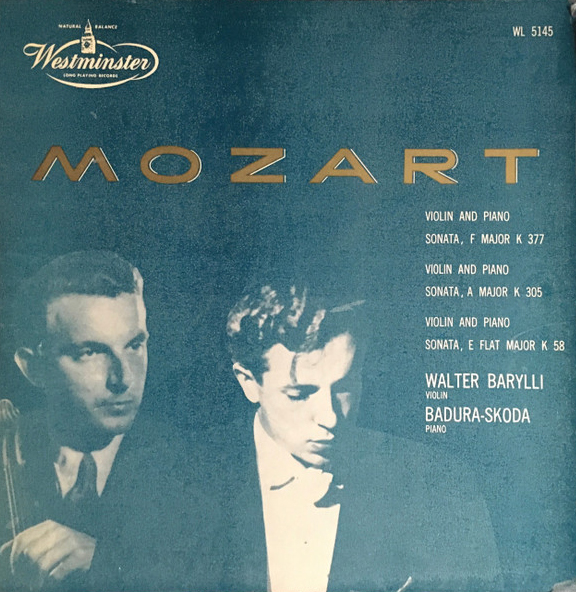 NATURAL BALANCE
Westminster
LONG PLAYING RECORDS
WL 5145
MOZART
VIOLIN AND PIANO
SONATA, F MAJOR K 377
VIOLIN AND PIANO
SONATA, A MAJOR K 305
VIOLIN AND PIANO
SONATA, E FLAT MAJOR K 58
WALTER BARYLLI
VIOLIN
BADURA-SKODA
PIANO